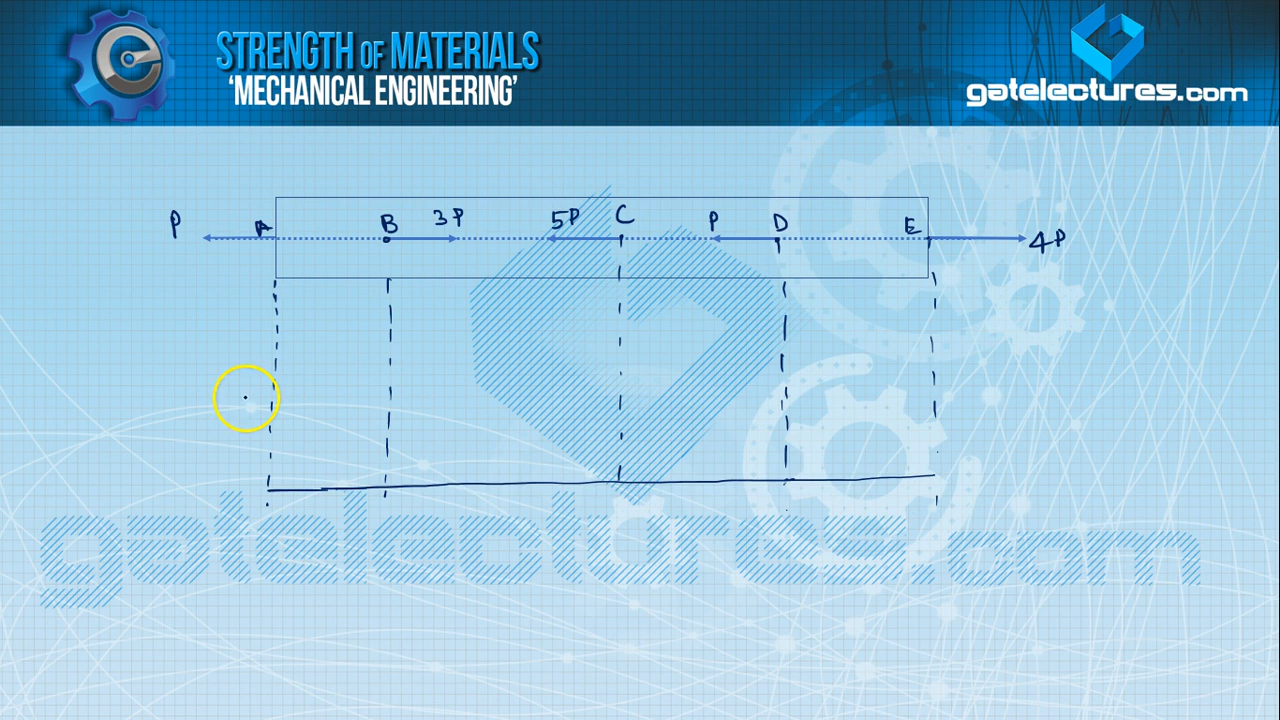 STRENGTH OF MATERIALS
'MECHANICAL ENGINEERING'
gatelectures.com
P A B 3P 5P C P D E 4P
gatelectures.com